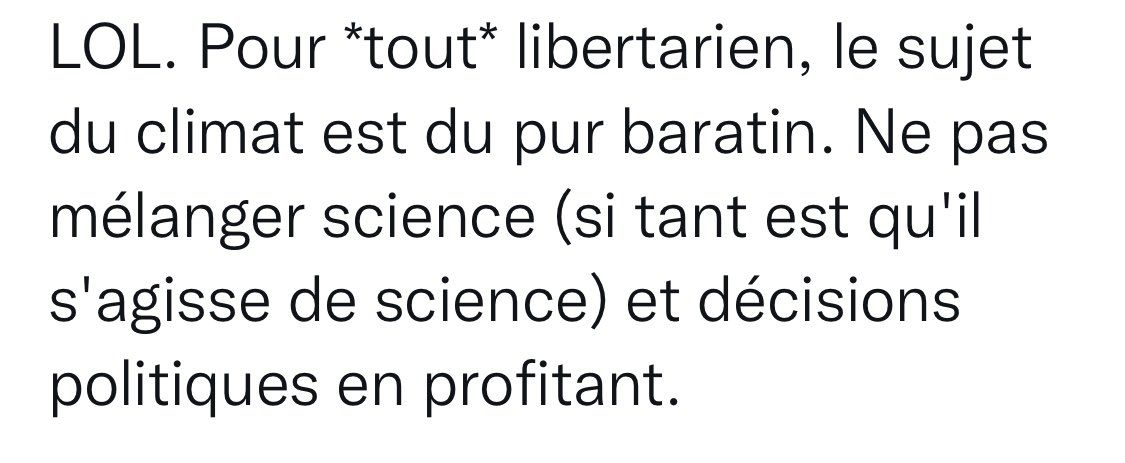 LOL. Pour *tout* libertarien, le sujet
du climat est du pur baratin. Ne pas
mélanger science (si tant est qu'il
s'agisse de science) et décisions
politiques en profitant.